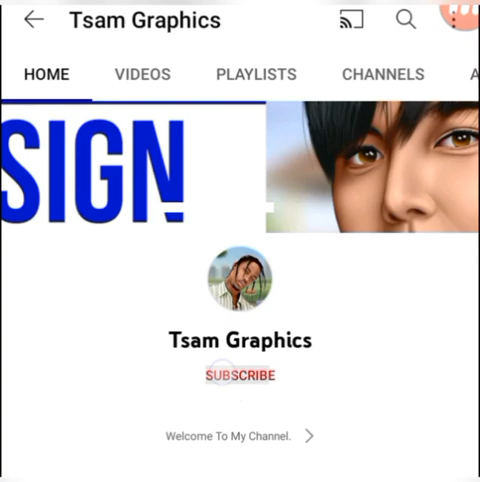 Tsam Graphics
HOME VIDEOS PLAYLISTS CHANNELS A
SIGN
Tsam Graphics
SUBSCRIBE
Welcome To My Channel.